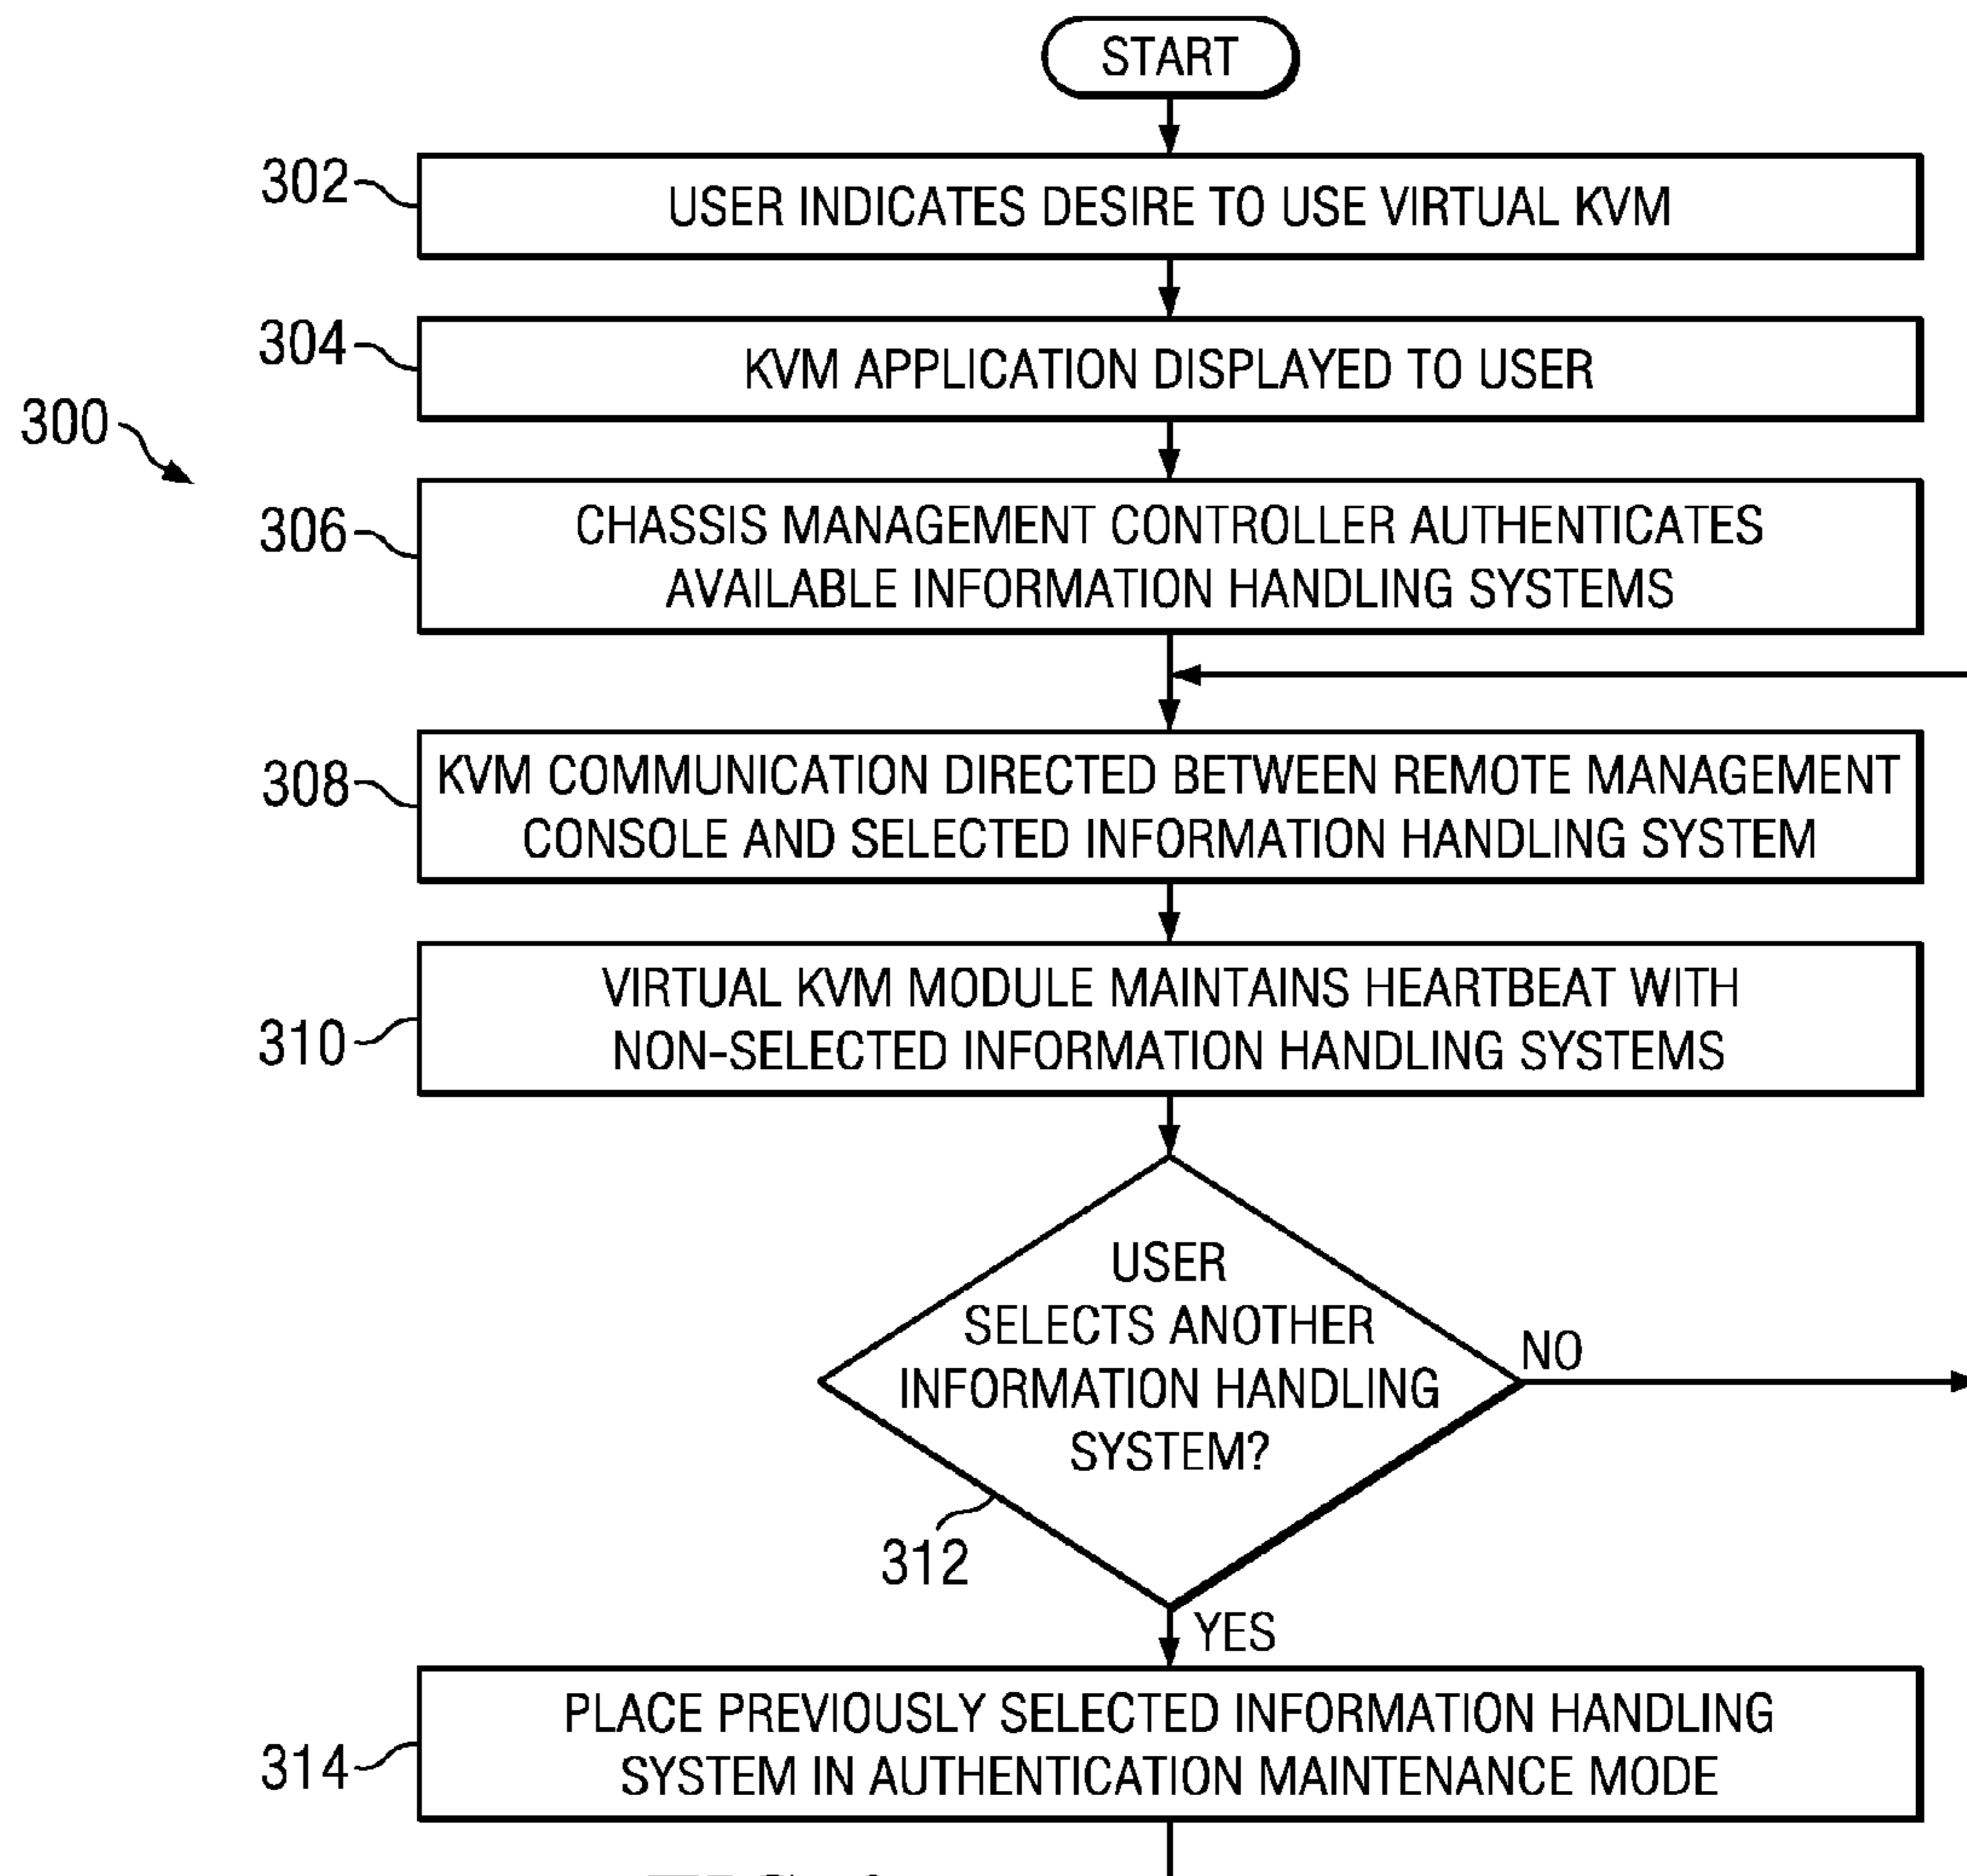 START
302
USER INDICATES DESIRE TO USE VIRTUAL KVM
304
KVM APPLICATION DISPLAYED TO USER
300
306
CHASSIS MANAGEMENT CONTROLLER AUTHENTICATES
AVAILABLE INFORMATION HANDLING SYSTEMS
308
KVM COMMUNICATION DIRECTED BETWEEN REMOTE MANAGEMENT
CONSOLE AND SELECTED INFORMATION HANDLING SYSTEM
310
VIRTUAL KVM MODULE MAINTAINS HEARTBEAT WITH
NON-SELECTED INFORMATION HANDLING SYSTEMS
USER
SELECTS ANOTHER
INFORMATION HANDLING
SYSTEM?
NO
312
YES
314
PLACE PREVIOUSLY SELECTED INFORMATION HANDLING
SYSTEM IN AUTHENTICATION MAINTENANCE MODE